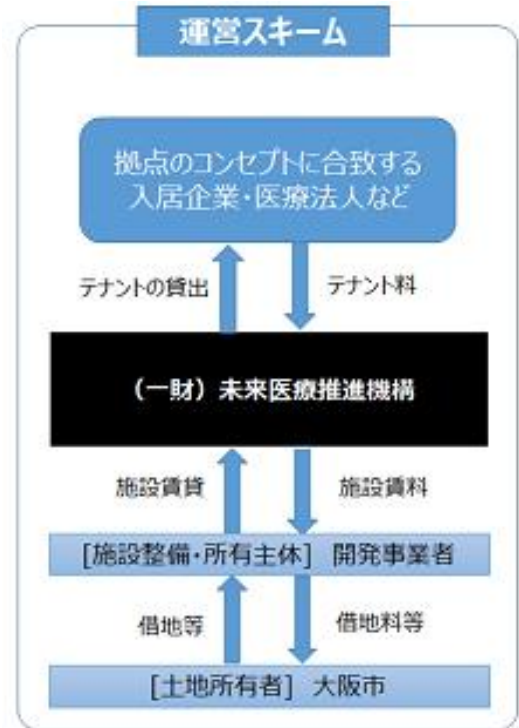 運営スキーム
拠点のコンセプトに合致する
入居企業・医療法人など
テナントの貸出
テナント料
（一財）未来医療推進機構
施設賃貸
施設賃料
[施設整備・所有主体] 開発事業者
借地等
借地料等
[土地所有者] 大阪市